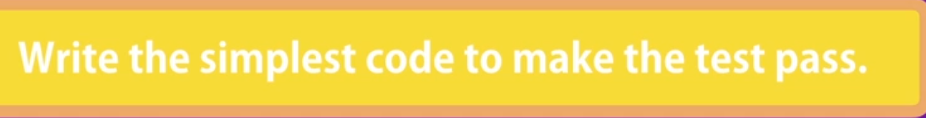 Write the simplest code to make the test pass.